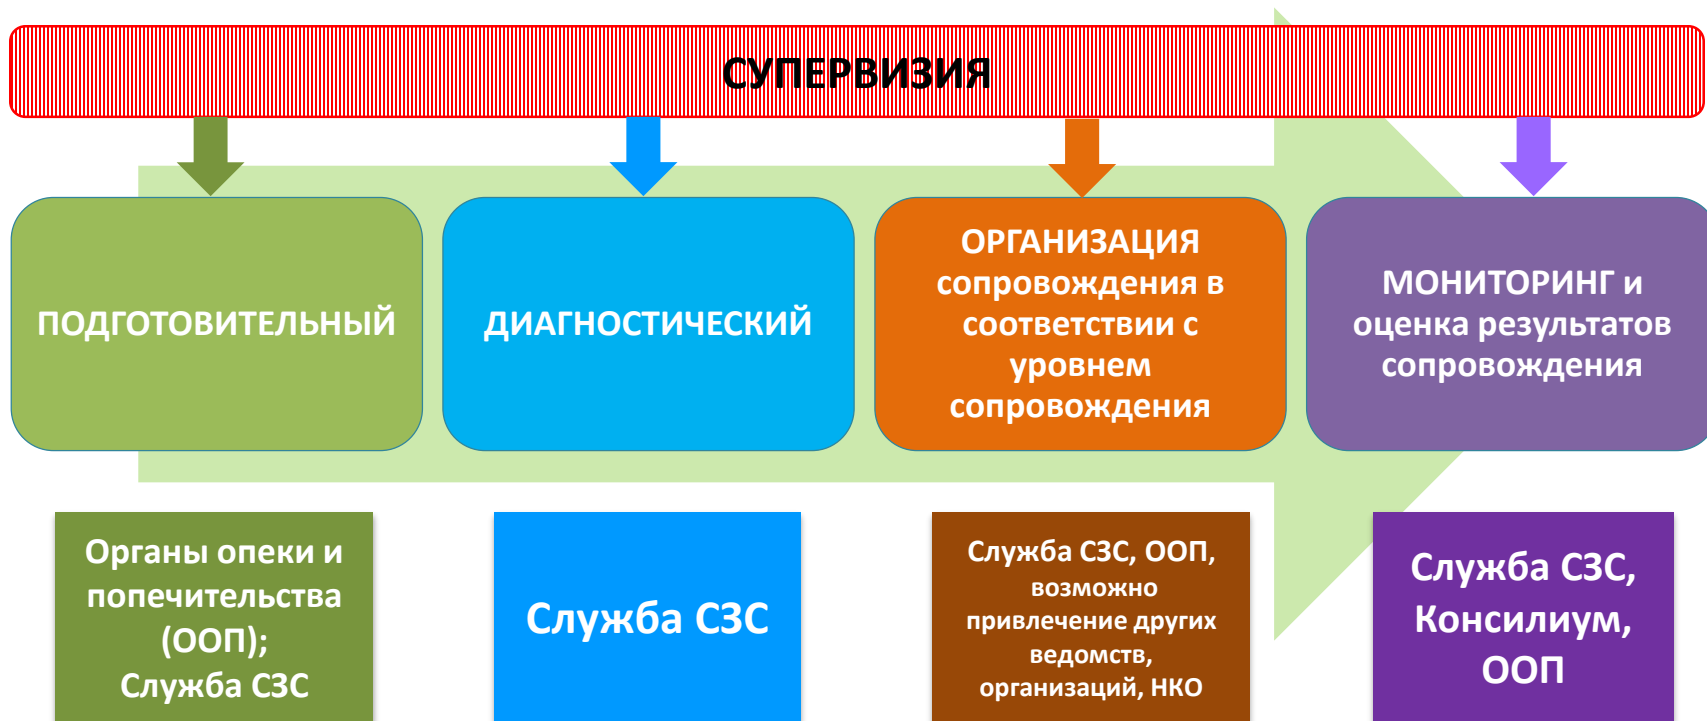 СУПЕРВИЗИЯ
ПОДГОТОВИТЕЛЬНЫЙ
ДИАГНОСТИЧЕСКИЙ
ОРГАНИЗАЦИЯ
сопровождения в
соответствии с
уровнем
сопровождения
МОНИТОРИНГ и
оценка результатов
сопровождения
Органы опеки и
попечительства
(ООП);
Служба СЗС
Служба СЗС
Служба СЗС, ООП,
возможно
привлечение других
ведомств,
организаций, НКО
Служба СЗС,
Консилиум,
ООП